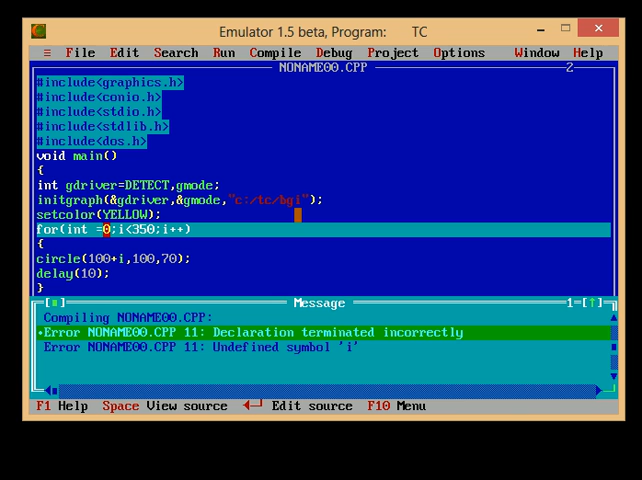 Emulator 1.5 beta, Program: TC
≡ File Edit Search Run Compile Debug Project Options Window Help
NONAME00.CPP 2
#include<graphics.h>
#include<conio.h>
#include<stdio.h>
#include<stdlib.h>
#include<dos.h>
void main()
{
int gdriver=DETECT,gmode;
initgraph(&gdriver,&gmode,"c:/tc/bgi");
setcolor(YELLOW);
for(int =0;i<350;i++)
{
circle(100+i,100,70);
delay(10);
}
[■] Message 1=[↑]
Compiling NONAME00.CPP:
•Error NONAME00.CPP 11: Declaration terminated incorrectly
Error NONAME00.CPP 11: Undefined symbol 'i'
F1 Help Space View source ◄┘ Edit source F10 Menu